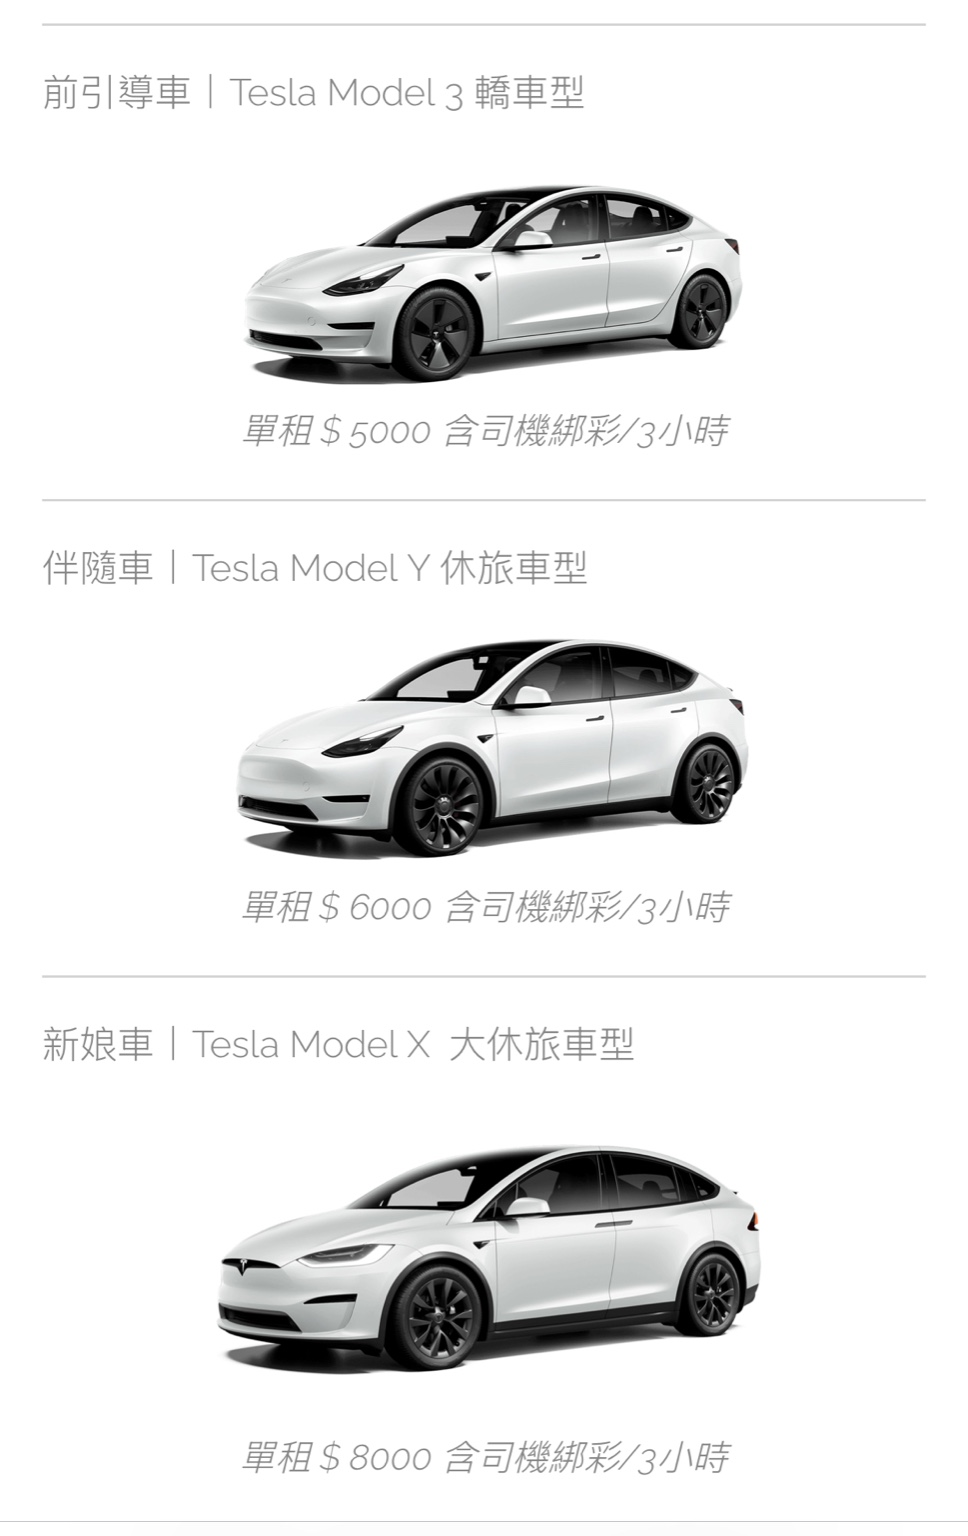 前引導車｜Tesla Model 3 轎車型
單租 $ 5000 含司機綁彩/3小時
伴隨車｜Tesla Model Y 休旅車型
單租 $ 6000 含司機綁彩/3小時
新娘車｜Tesla Model X 大休旅車型
單租 $ 8000 含司機綁彩/3小時